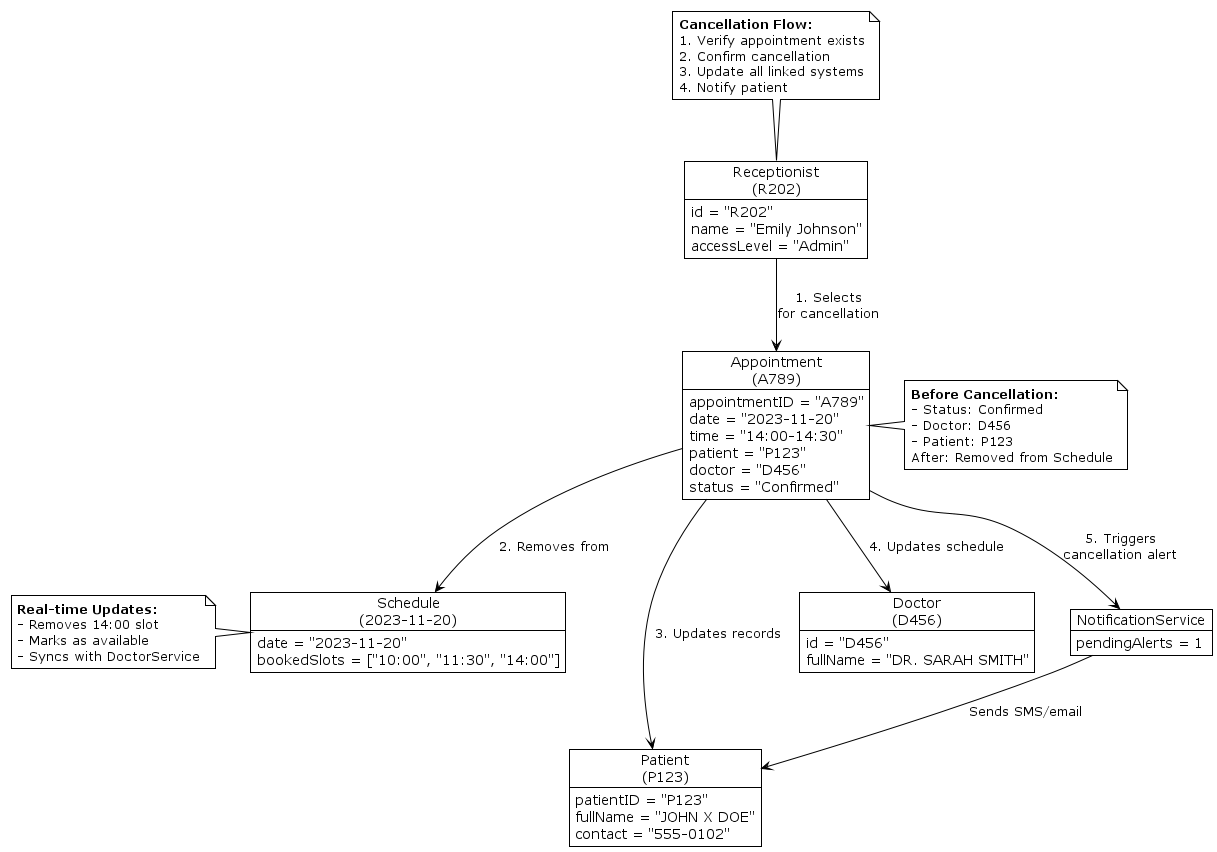 Cancellation Flow:
1. Verify appointment exists
2. Confirm cancellation
3. Update all linked systems
4. Notify patient
Receptionist
(R202)
id = "R202"
name = "Emily Johnson"
accessLevel = "Admin"
1. Selects
for cancellation
Appointment
(A789)
appointmentID = "A789"
date = "2023-11-20"
time = "14:00-14:30"
patient = "P123"
doctor = "D456"
status = "Confirmed"
Before Cancellation:
- Status: Confirmed
- Doctor: D456
- Patient: P123
After: Removed from Schedule
2. Removes from
4. Updates schedule
5. Triggers
cancellation alert
Real-time Updates:
- Removes 14:00 slot
- Marks as available
- Syncs with DoctorService
Schedule
(2023-11-20)
date = "2023-11-20"
bookedSlots = ["10:00", "11:30", "14:00"]
3. Updates records
Doctor
(D456)
id = "D456"
fullName = "DR. SARAH SMITH"
NotificationService
pendingAlerts = 1
Sends SMS/email
Patient
(P123)
patientID = "P123"
fullName = "JOHN X DOE"
contact = "555-0102"